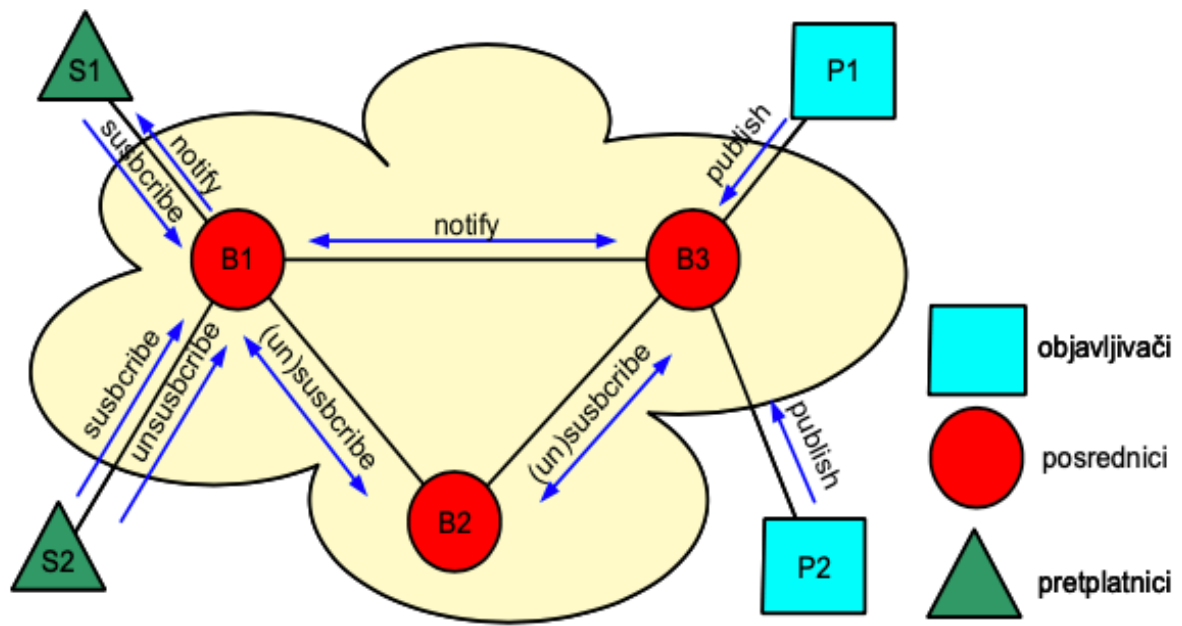 S1
P1
susbcribe
notify
publish
notify
B1
B3
susbcribe
unsusbcribe
(un)susbcribe
(un)susbcribe
publish
B2
S2
P2
objavljivači
posrednici
pretplatnici